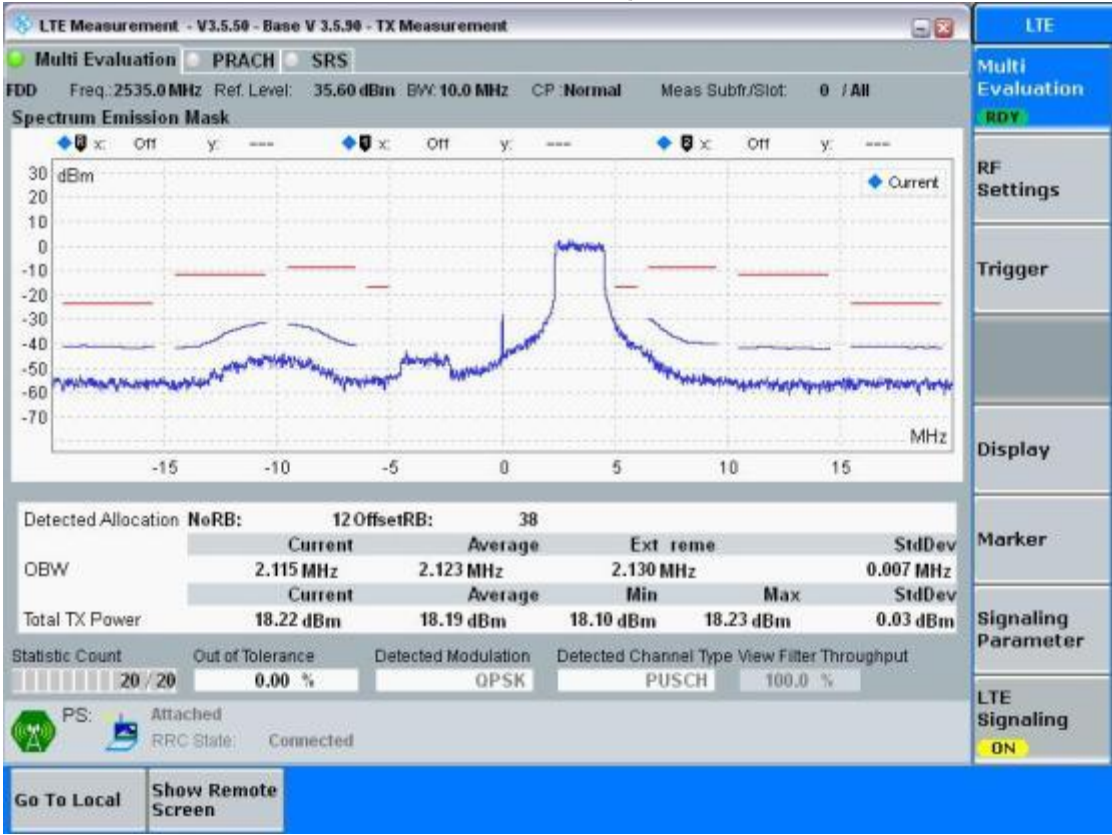 LTE Measurement - V3.5.50 - Base V 3.5.90 - TX Measurement
LTE
Multi Evaluation PRACH SRS
FDD Freq.:2535.0 MHz Ref. Level: 35.60 dBm BW: 10.0 MHz CP :Normal Meas Subfr./Slot: 0 / All
Spectrum Emission Mask
x: Off y: --- x: Off y: --- x: Off y: ---
dBm
Current
30
20
10
0
-10
-20
-30
-40
-50
-60
-70
MHz
-15 -10 -5 0 5 10 15
Detected Allocation NoRB: 12 OffsetRB: 38
Current Average Ext reme StdDev
OBW 2.115 MHz 2.123 MHz 2.130 MHz 0.007 MHz
Current Average Min Max StdDev
Total TX Power 18.22 dBm 18.19 dBm 18.10 dBm 18.23 dBm 0.03 dBm
Statistic Count Out of Tolerance Detected Modulation Detected Channel Type View Filter Throughput
20 / 20 0.00 % QPSK PUSCH 100.0 %
PS: Attached
RRC State: Connected
Multi
Evaluation
RDY
RF
Settings
Trigger
Display
Marker
Signaling
Parameter
LTE
Signaling
ON
Go To Local
Show Remote
Screen